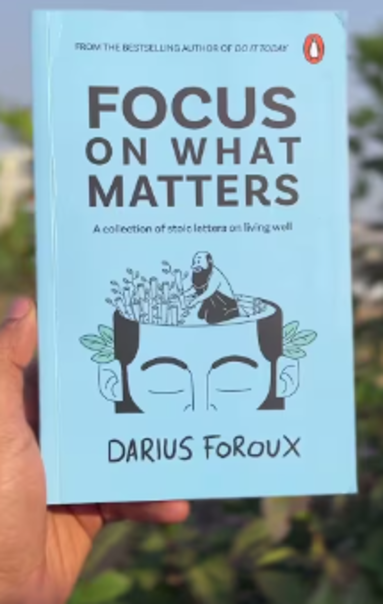 FROM THE BESTSELLING AUTHOR OF DO IT TODAY
FOCUS
ON WHAT
MATTERS
A collection of stoic letters on living well
DARIUS FOROUX